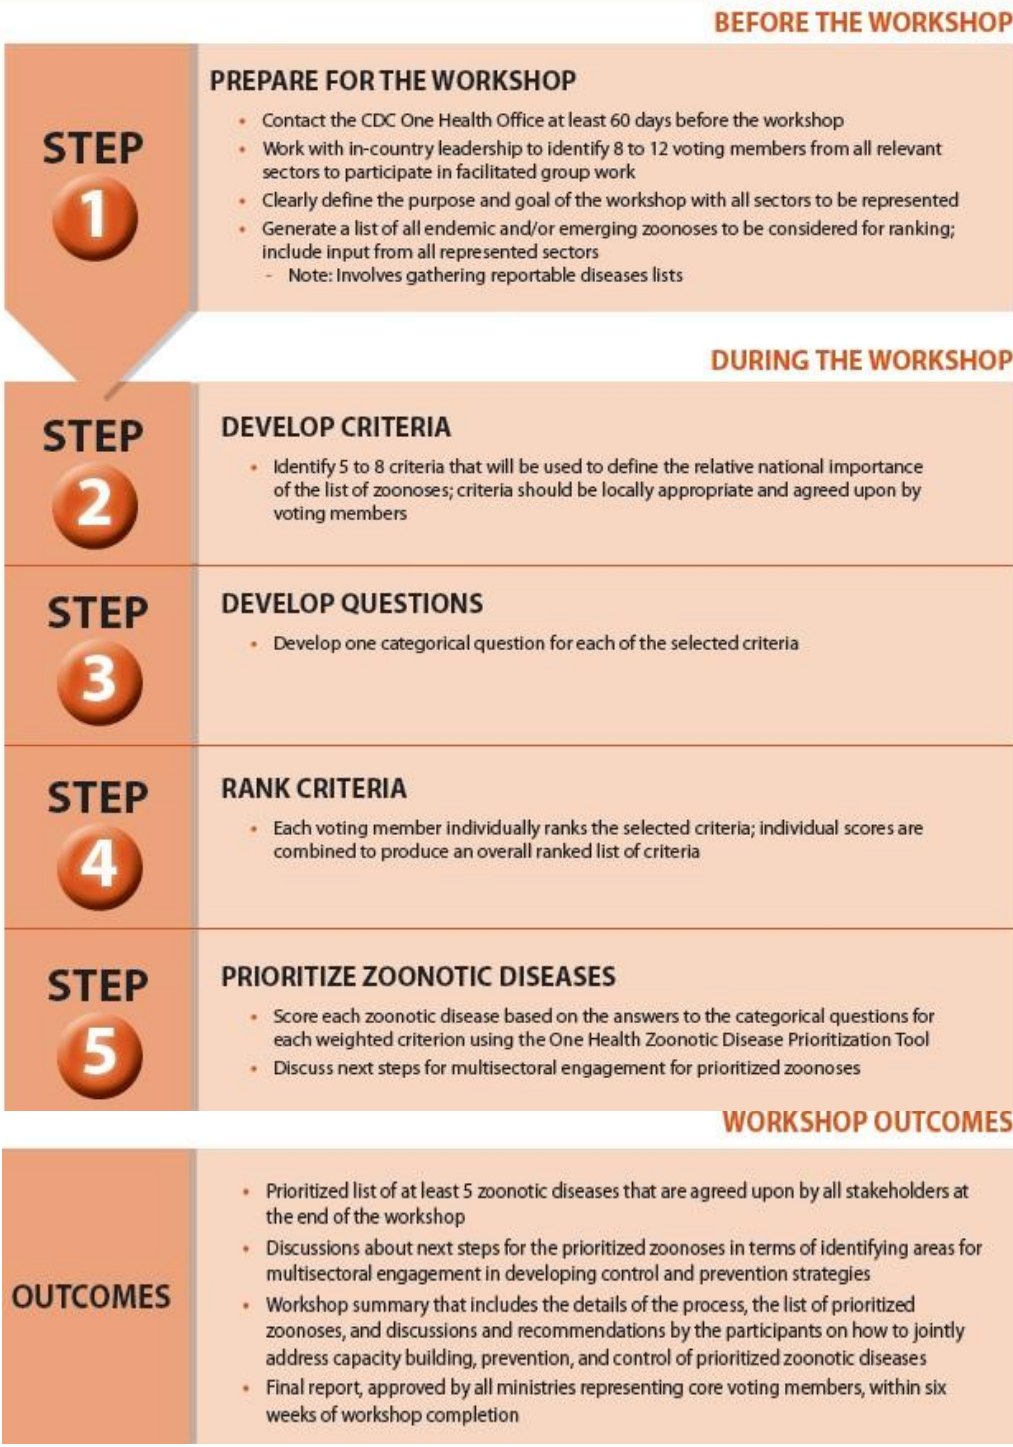 BEFORE THE WORKSHOP
STEP
1
PREPARE FOR THE WORKSHOP
• Contact the CDC One Health Office at least 60 days before the workshop
• Work with in-country leadership to identify 8 to 12 voting members from all relevant
sectors to participate in facilitated group work
• Clearly define the purpose and goal of the workshop with all sectors to be represented
• Generate a list of all endemic and/or emerging zoonoses to be considered for ranking;
include input from all represented sectors
- Note: Involves gathering reportable diseases lists
DURING THE WORKSHOP
STEP
2
DEVELOP CRITERIA
• Identify 5 to 8 criteria that will be used to define the relative national importance
of the list of zoonoses; criteria should be locally appropriate and agreed upon by
voting members
STEP
3
DEVELOP QUESTIONS
• Develop one categorical question for each of the selected criteria
STEP
4
RANK CRITERIA
• Each voting member individually ranks the selected criteria; individual scores are
combined to produce an overall ranked list of criteria
STEP
5
PRIORITIZE ZOONOTIC DISEASES
• Score each zoonotic disease based on the answers to the categorical questions for
each weighted criterion using the One Health Zoonotic Disease Prioritization Tool
• Discuss next steps for multisectoral engagement for prioritized zoonoses
WORKSHOP OUTCOMES
OUTCOMES
• Prioritized list of at least 5 zoonotic diseases that are agreed upon by all stakeholders at
the end of the workshop
• Discussions about next steps for the prioritized zoonoses in terms of identifying areas for
multisectoral engagement in developing control and prevention strategies
• Workshop summary that includes the details of the process, the list of prioritized
zoonoses, and discussions and recommendations by the participants on how to jointly
address capacity building, prevention, and control of prioritized zoonotic diseases
• Final report, approved by all ministries representing core voting members, within six
weeks of workshop completion